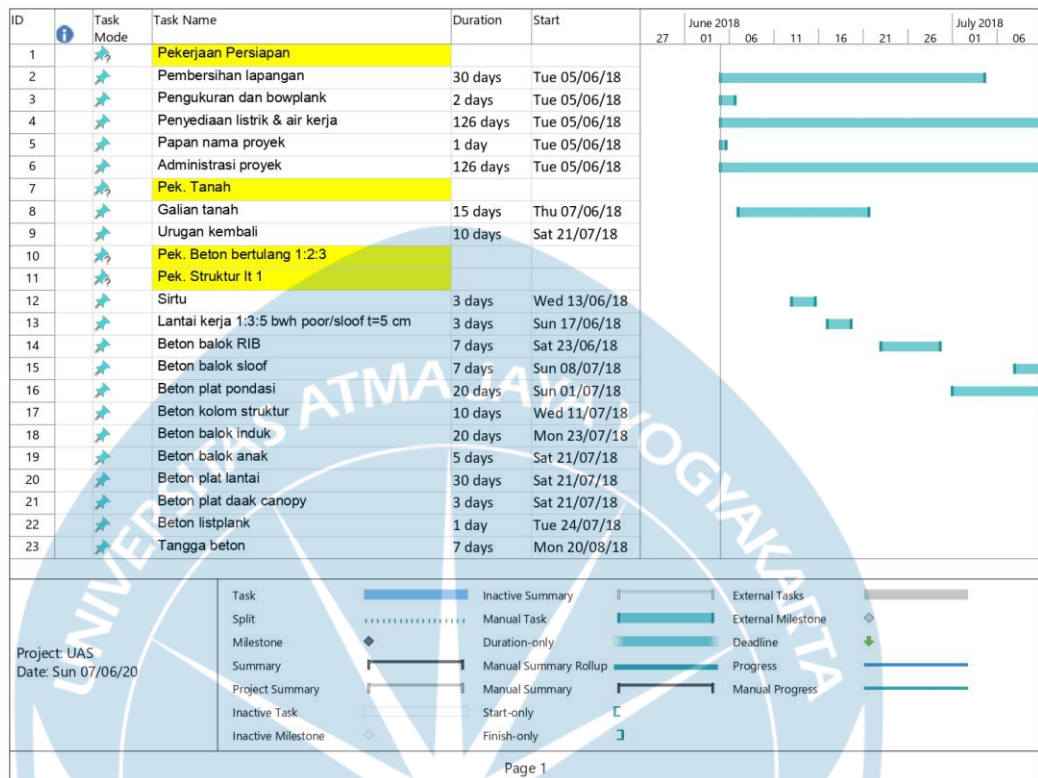 ID Task Mode Task Name Duration Start June 2018 July 2018
27 01 06 11 16 21 26 01 06
1 Pekerjaan Persiapan
2 Pembersihan lapangan 30 days Tue 05/06/18
3 Pengukuran dan bowplank 2 days Tue 05/06/18
4 Penyediaan listrik & air kerja 126 days Tue 05/06/18
5 Papan nama proyek 1 day Tue 05/06/18
6 Administrasi proyek 126 days Tue 05/06/18
7 Pek. Tanah
8 Galian tanah 15 days Thu 07/06/18
9 Urugan kembali 10 days Sat 21/07/18
10 Pek. Beton bertulang 1:2:3
11 Pek. Struktur lt 1
12 Sirtu 3 days Wed 13/06/18
13 Lantai kerja 1:3:5 bwh poor/sloof t=5 cm 3 days Sun 17/06/18
14 Beton balok RIB 7 days Sat 23/06/18
15 Beton balok sloof 7 days Sun 08/07/18
16 Beton plat pondasi 20 days Sun 01/07/18
17 Beton kolom struktur 10 days Wed 11/07/18
18 Beton balok induk 20 days Mon 23/07/18
19 Beton balok anak 5 days Sat 21/07/18
20 Beton plat lantai 30 days Sat 21/07/18
21 Beton plat daak canopy 3 days Sat 21/07/18
22 Beton listplank 1 day Tue 24/07/18
23 Tangga beton 7 days Mon 20/08/18
UNIVERSITAS ATMA JAYA YOGYAKARTA
Project: UAS
Date: Sun 07/06/20
Task Inactive Summary External Tasks
Split Manual Task External Milestone
Milestone Duration-only Deadline
Summary Manual Summary Rollup Progress
Project Summary Manual Summary Manual Progress
Inactive Task Start-only
Inactive Milestone Finish-only
Page 1